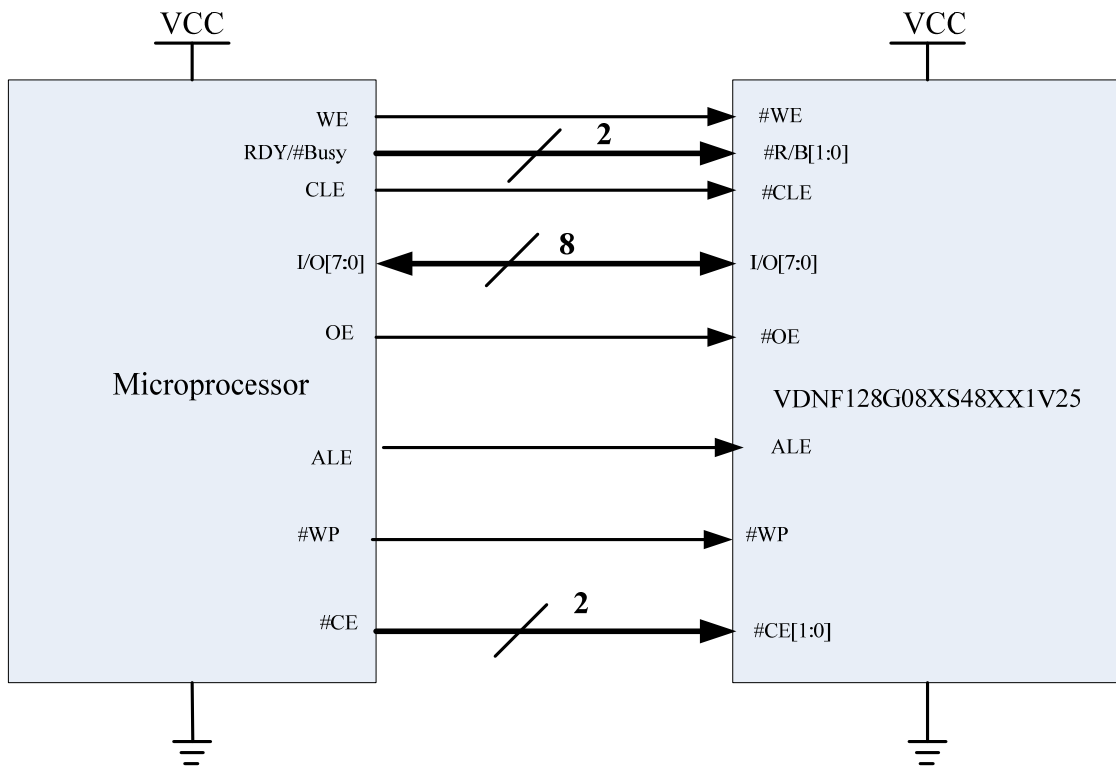 VCC
VCC
WE
#WE
2
RDY/#Busy
#R/B[1:0]
CLE
#CLE
8
I/O[7:0]
I/O[7:0]
OE
#OE
Microprocessor
VDNF128G08XS48XX1V25
ALE
ALE
#WP
#WP
2
#CE
#CE[1:0]